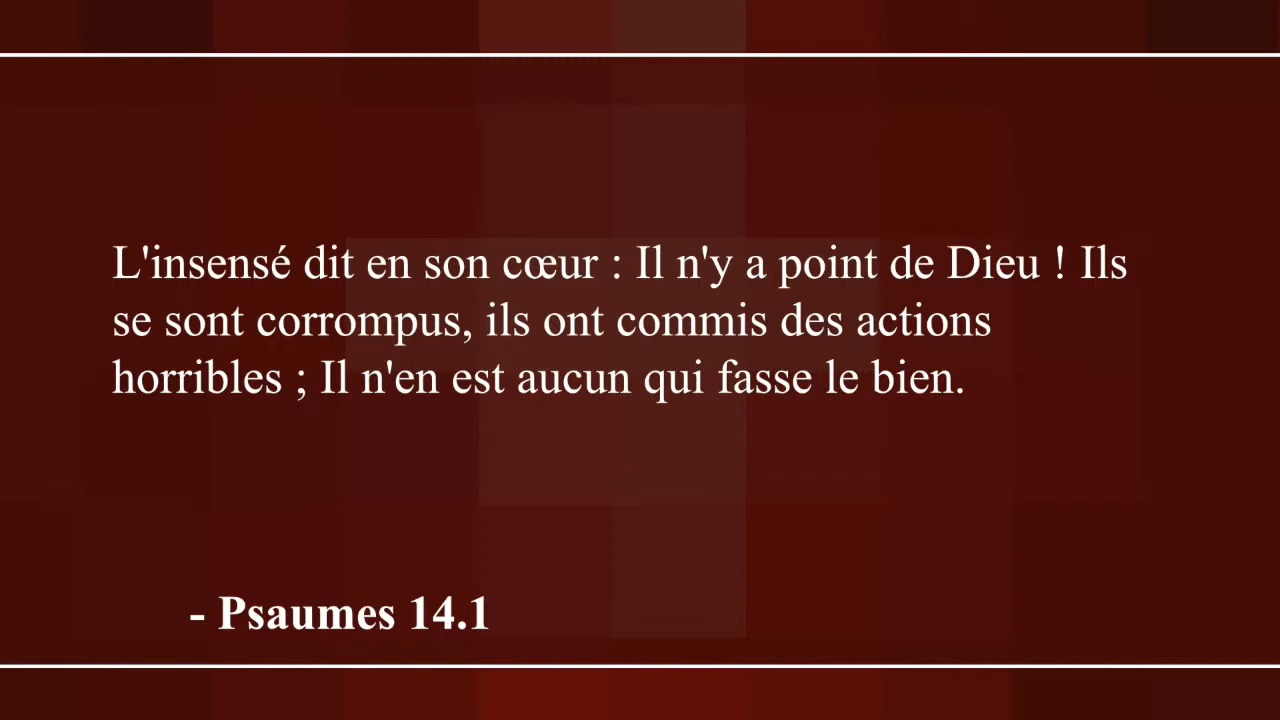 L'insensé dit en son cœur : Il n'y a point de Dieu ! Ils
se sont corrompus, ils ont commis des actions
horribles ; Il n'en est aucun qui fasse le bien.
- Psaumes 14.1